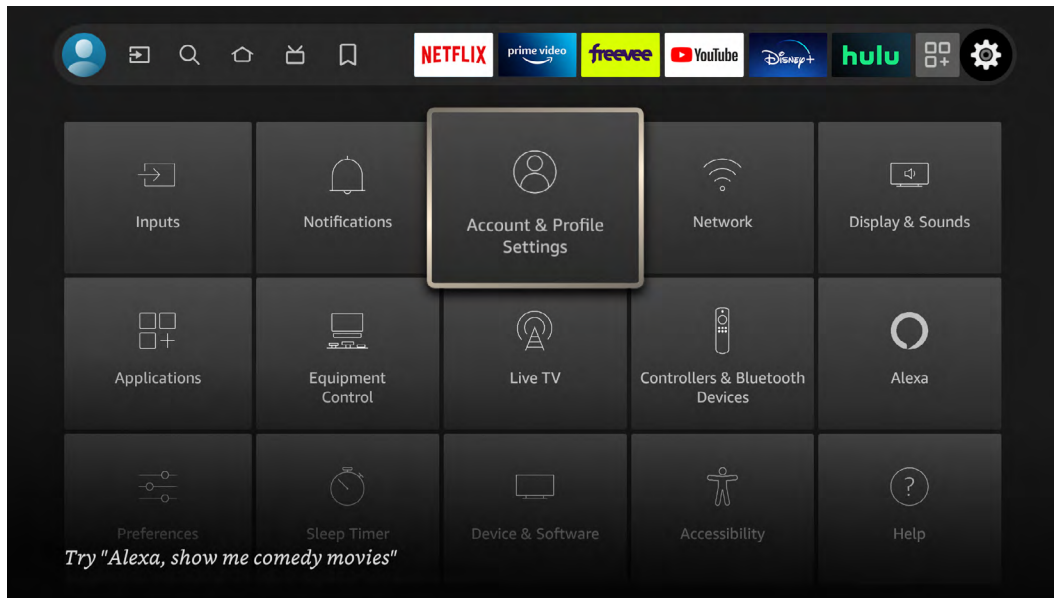 NETFLIX prime video freevee YouTube Disney+ hulu
Inputs Notifications Account & Profile Network Display & Sounds
Settings
Applications Equipment Live TV Controllers & Bluetooth Alexa
Control Devices
Preferences Sleep Timer Device & Software Accessibility Help
Try "Alexa, show me comedy movies"